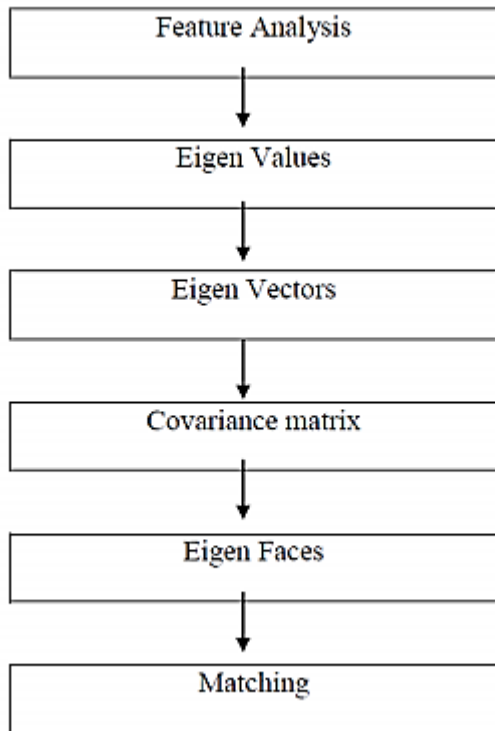 Feature Analysis
Eigen Values
Eigen Vectors
Covariance matrix
Eigen Faces
Matching